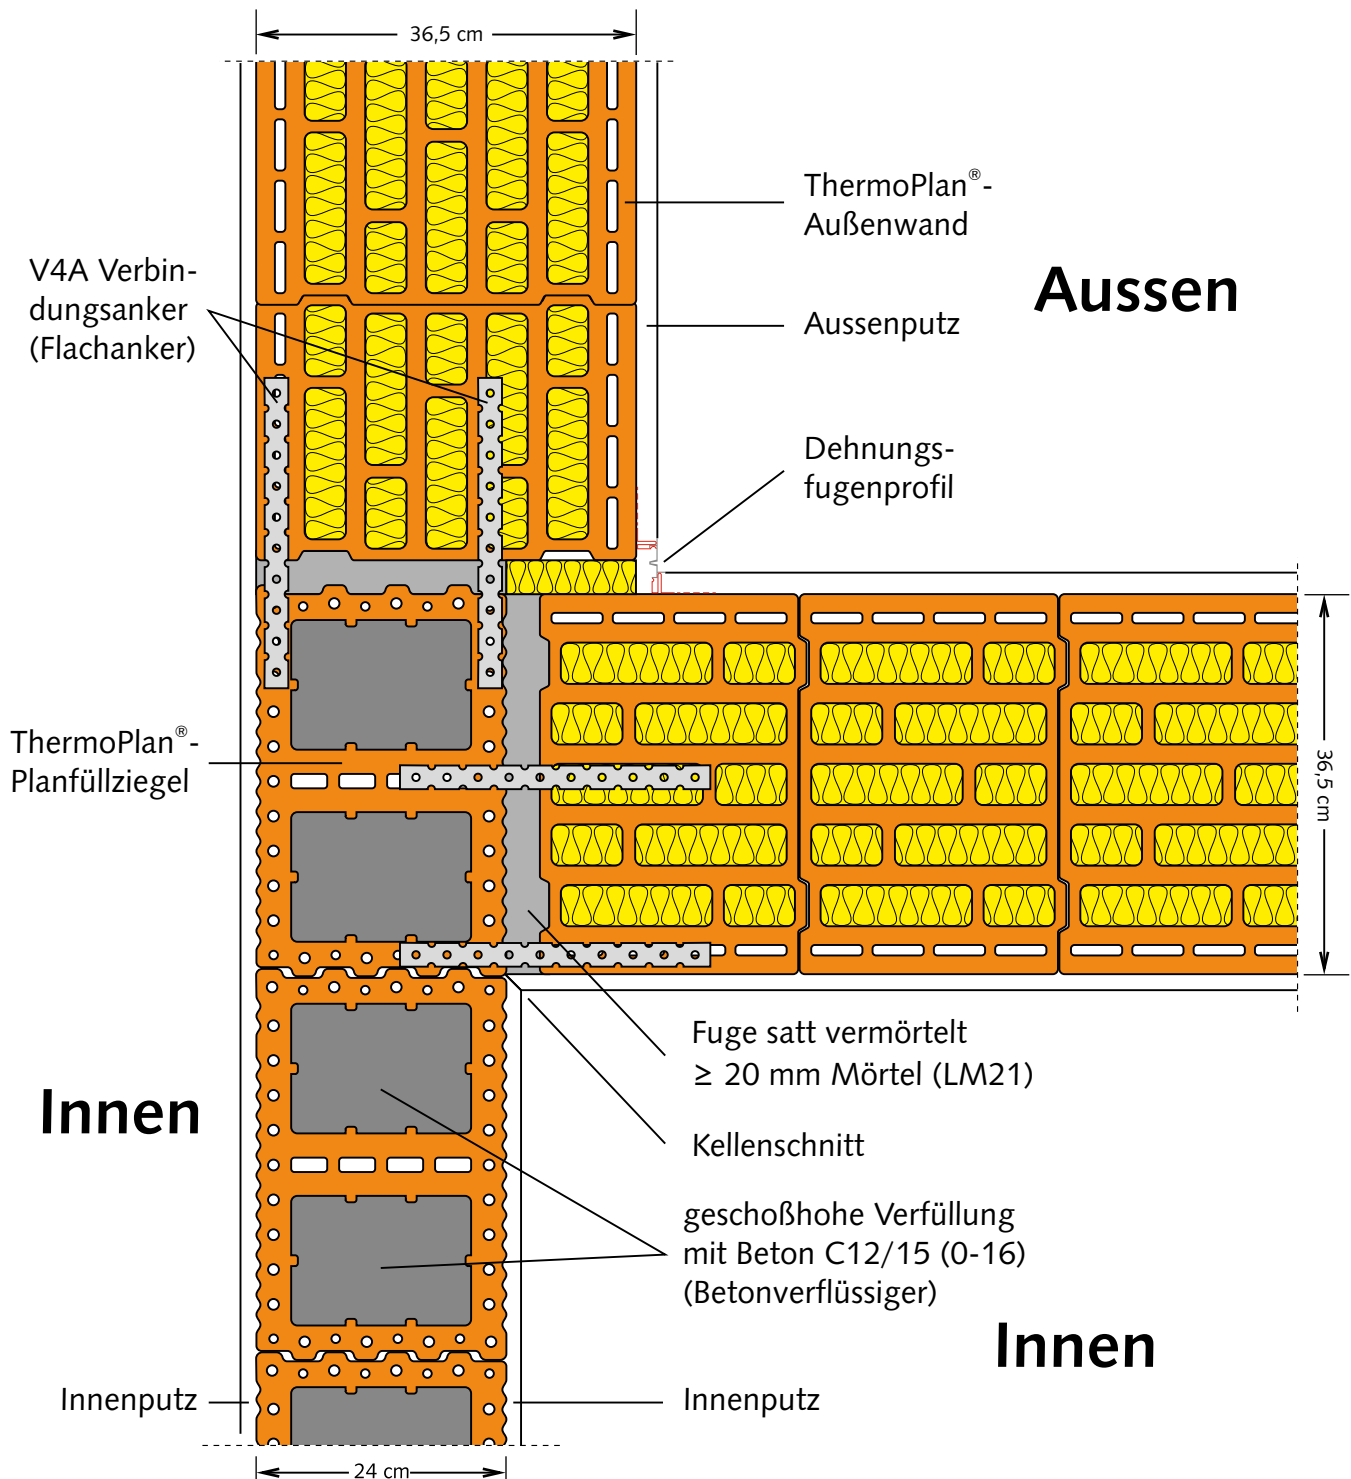 36,5 cm
ThermoPlan®-
Außenwand
Aussen
V4A Verbin-
dungsanker
(Flachanker)
Aussenputz
Dehnungs-
fugenprofil
ThermoPlan®-
Planfüllziegel
36,5 cm
Fuge satt vermörtelt
≥ 20 mm Mörtel (LM21)
Innen
Kellenschnitt
geschoßhohe Verfüllung
mit Beton C12/15 (0-16)
(Betonverflüssiger)
Innen
Innenputz
Innenputz
24 cm